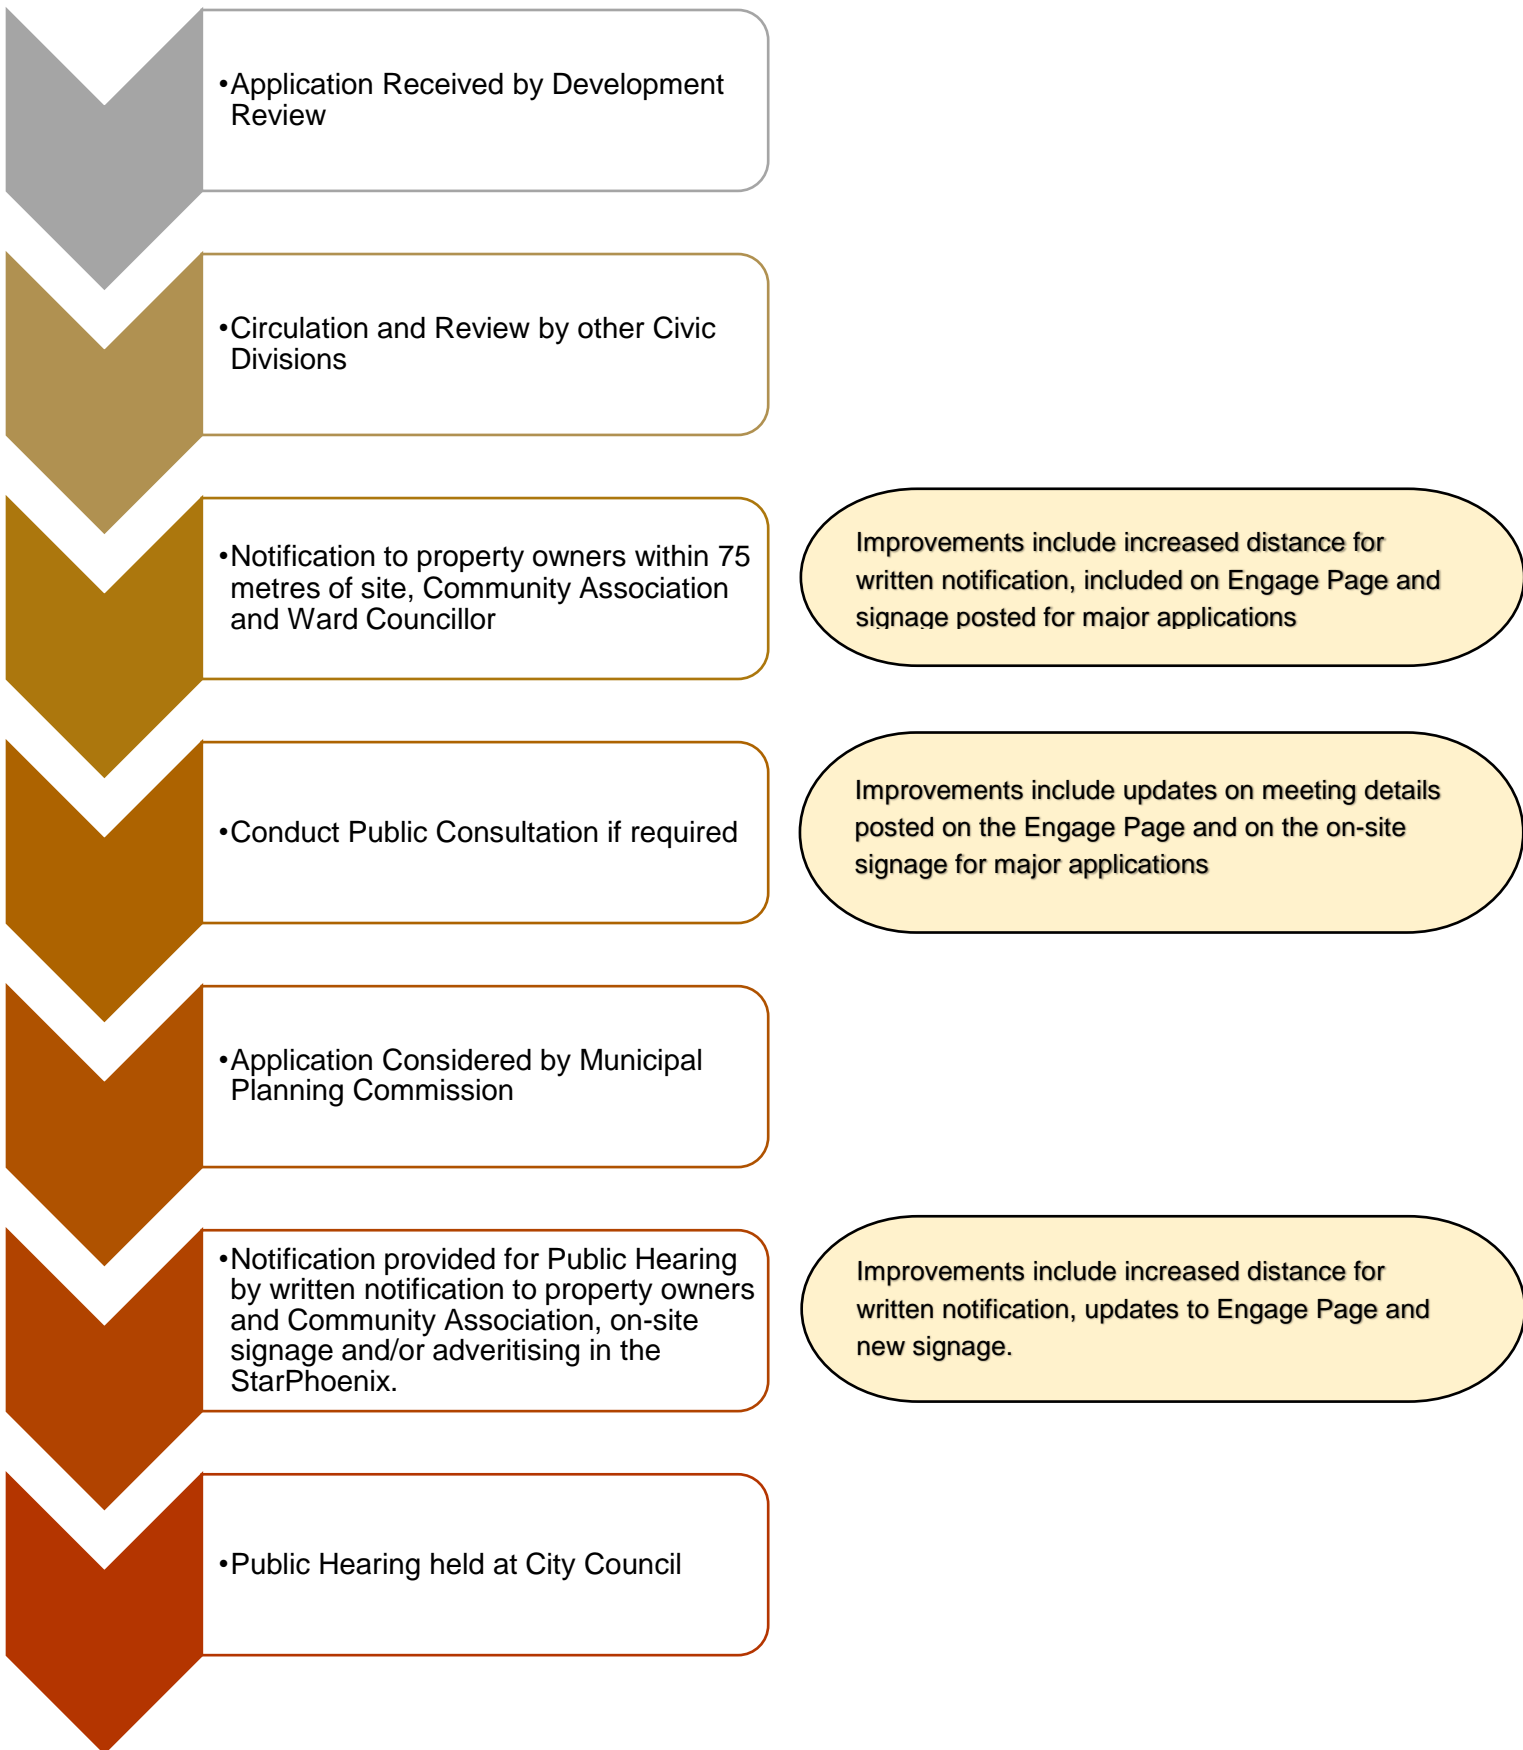 •Application Received by Development
Review
•Circulation and Review by other Civic
Divisions
•Notification to property owners within 75
metres of site, Community Association
and Ward Councillor
Improvements include increased distance for
written notification, included on Engage Page and
signage posted for major applications
•Conduct Public Consultation if required
Improvements include updates on meeting details
posted on the Engage Page and on the on-site
signage for major applications
•Application Considered by Municipal
Planning Commission
•Notification provided for Public Hearing
by written notification to property owners
and Community Association, on-site
signage and/or adveritising in the
StarPhoenix.
Improvements include increased distance for
written notification, updates to Engage Page and
new signage.
•Public Hearing held at City Council